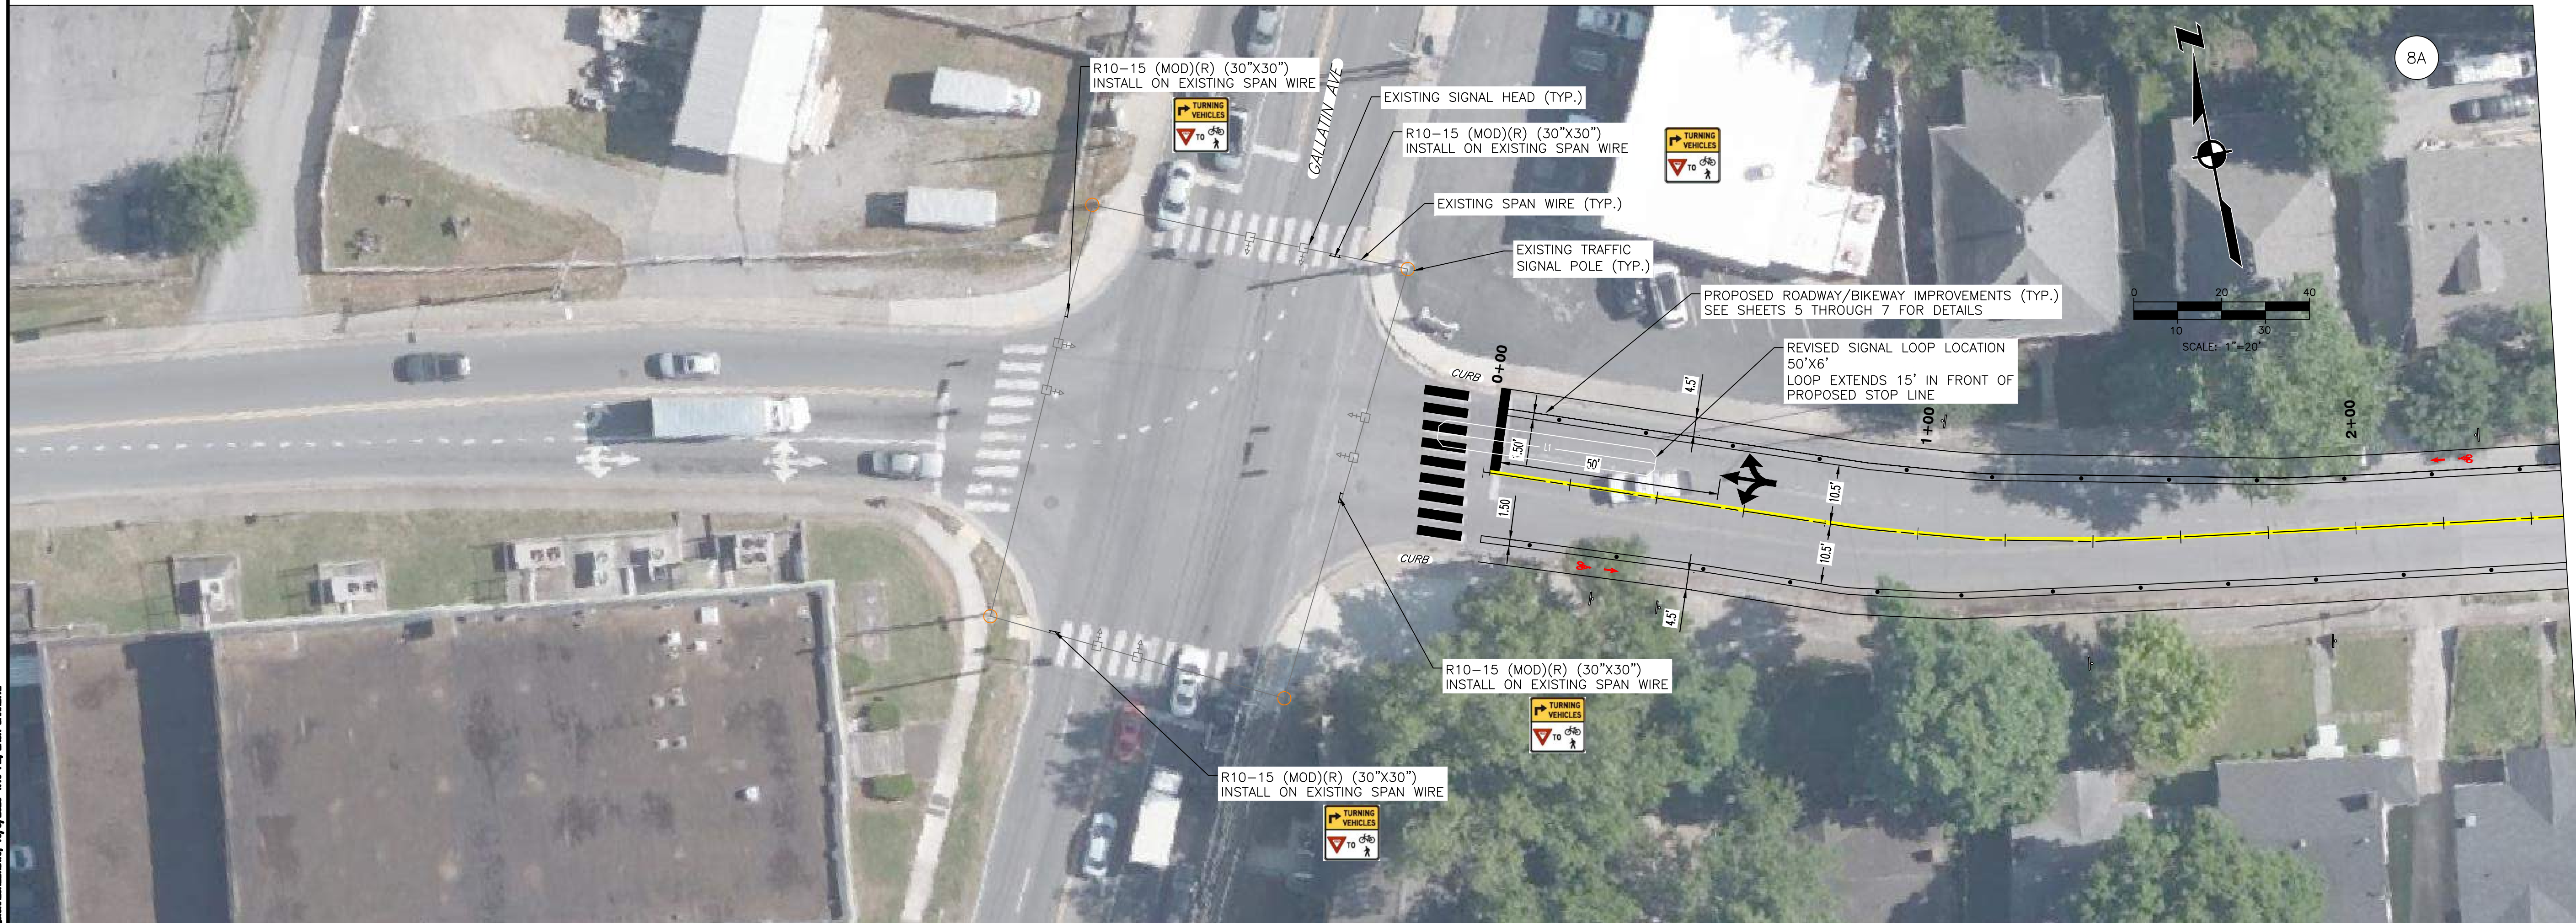 8A
R10-15 (MOD)(R) (30"X30")
INSTALL ON EXISTING SPAN WIRE
TURNING
VEHICLES
TO
GALLATIN AVE
EXISTING SIGNAL HEAD (TYP.)
R10-15 (MOD)(R) (30"X30")
INSTALL ON EXISTING SPAN WIRE
TURNING
VEHICLES
TO
EXISTING SPAN WIRE (TYP.)
EXISTING TRAFFIC
SIGNAL POLE (TYP.)
PROPOSED ROADWAY/BIKEWAY IMPROVEMENTS (TYP.)
SEE SHEETS 5 THROUGH 7 FOR DETAILS
REVISED SIGNAL LOOP LOCATION
50'X6'
LOOP EXTENDS 15' IN FRONT OF
PROPOSED STOP LINE
0
20
40
10
30
SCALE: 1"=20'
CURB
0+00
4.5'
1+00
2+00
1.50'
L1
50'
10.5'
1.50
10.5'
CURB
4.5'
R10-15 (MOD)(R) (30"X30")
INSTALL ON EXISTING SPAN WIRE
TURNING
VEHICLES
TO
R10-15 (MOD)(R) (30"X30")
INSTALL ON EXISTING SPAN WIRE
TURNING
VEHICLES
TO